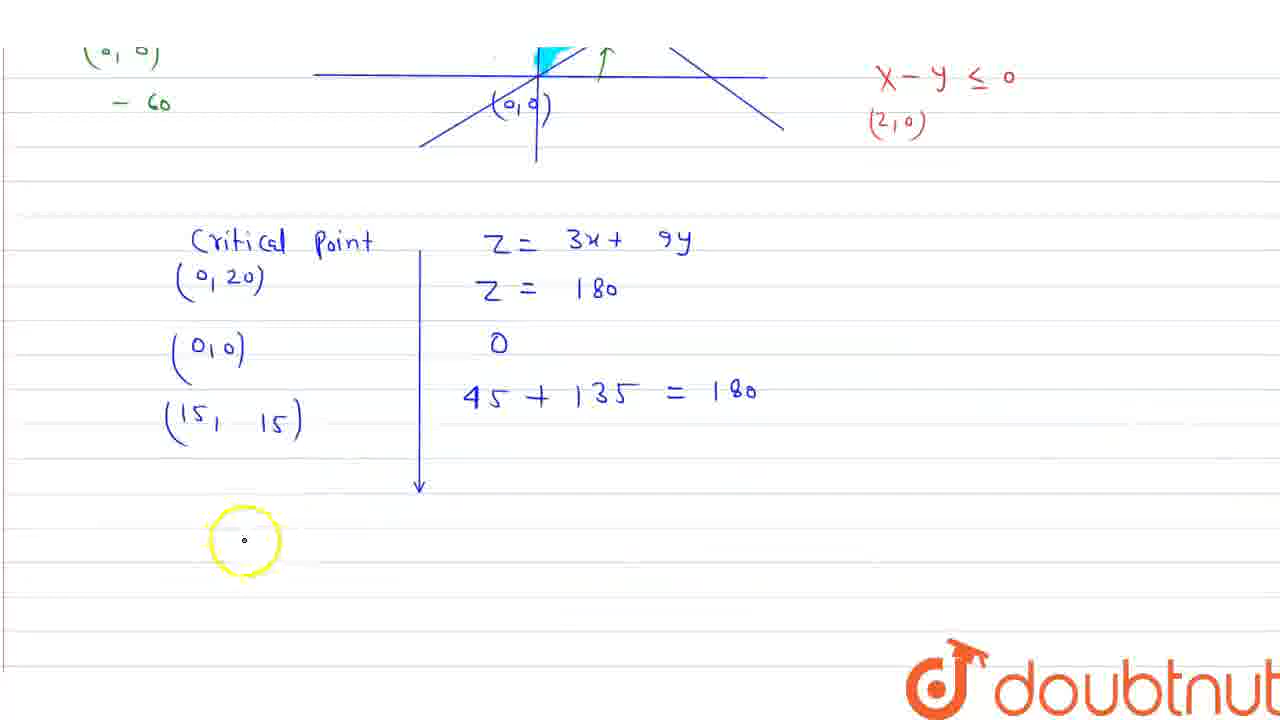 (0, 0)
- 60
(0,0)
x - y ≤ 0
(2,0)
Critical point
z = 3x + 9y
(0, 20)
z = 180
(0,0)
0
(15, 15)
45 + 135 = 180
doubtnut